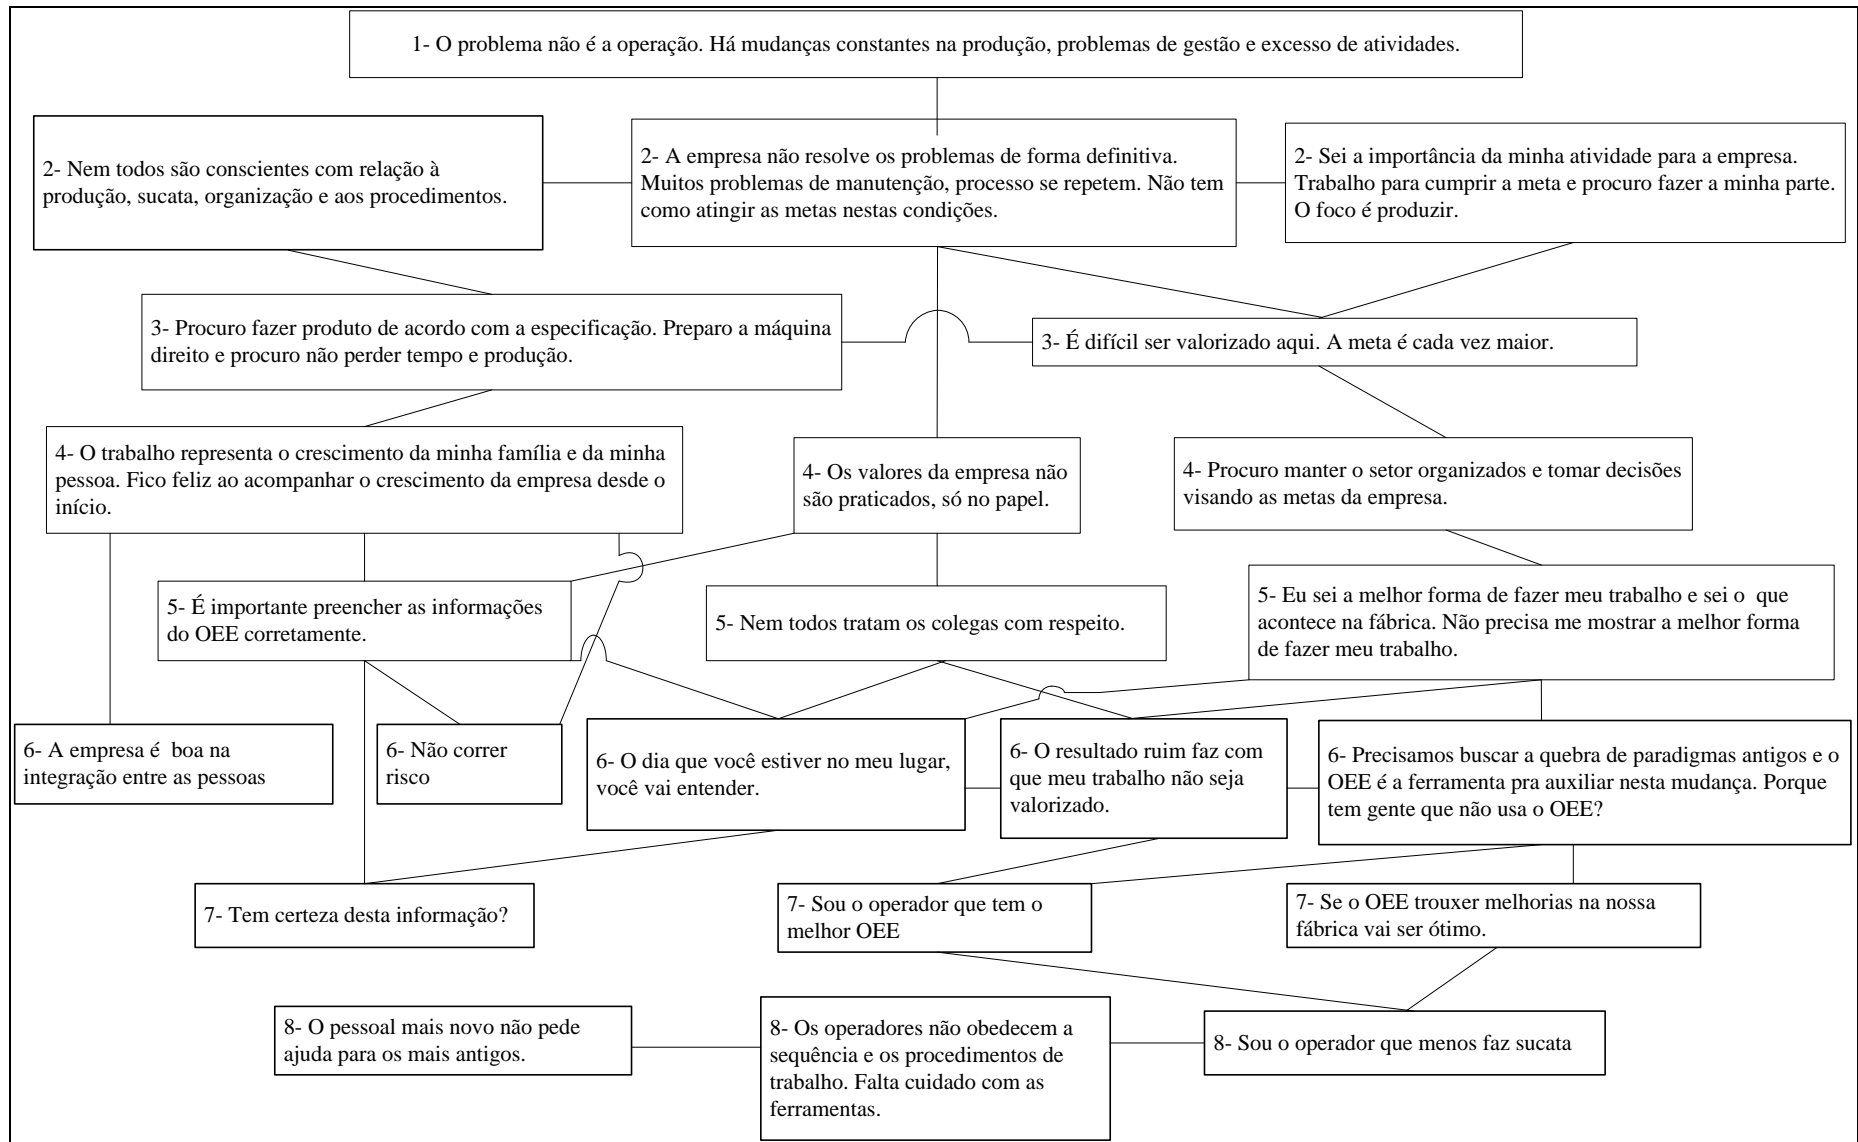 1- O problema não é a operação. Há mudanças constantes na produção, problemas de gestão e excesso de atividades.
2- Nem todos são conscientes com relação à
produção, sucata, organização e aos procedimentos.
2- A empresa não resolve os problemas de forma definitiva.
Muitos problemas de manutenção, processo se repetem. Não tem
como atingir as metas nestas condições.
2- Sei a importância da minha atividade para a empresa.
Trabalho para cumprir a meta e procuro fazer a minha parte.
O foco é produzir.
3- Procuro fazer produto de acordo com a especificação. Preparo a máquina
direito e procuro não perder tempo e produção.
3- É difícil ser valorizado aqui. A meta é cada vez maior.
4- O trabalho representa o crescimento da minha família e da minha
pessoa. Fico feliz ao acompanhar o crescimento da empresa desde o
início.
4- Os valores da empresa não
são praticados, só no papel.
4- Procuro manter o setor organizados e tomar decisões
visando as metas da empresa.
5- É importante preencher as informações
do OEE corretamente.
5- Nem todos tratam os colegas com respeito.
5- Eu sei a melhor forma de fazer meu trabalho e sei o que
acontece na fábrica. Não precisa me mostrar a melhor forma
de fazer meu trabalho.
6- A empresa é boa na
integração entre as pessoas
6- Não correr
risco
6- O dia que você estiver no meu lugar,
você vai entender.
6- O resultado ruim faz com
que meu trabalho não seja
valorizado.
6- Precisamos buscar a quebra de paradigmas antigos e o
OEE é a ferramenta pra auxiliar nesta mudança. Porque
tem gente que não usa o OEE?
7- Tem certeza desta informação?
7- Sou o operador que tem o
melhor OEE
7- Se o OEE trouxer melhorias na nossa
fábrica vai ser ótimo.
8- O pessoal mais novo não pede
ajuda para os mais antigos.
8- Os operadores não obedecem a
sequência e os procedimentos de
trabalho. Falta cuidado com as
ferramentas.
8- Sou o operador que menos faz sucata